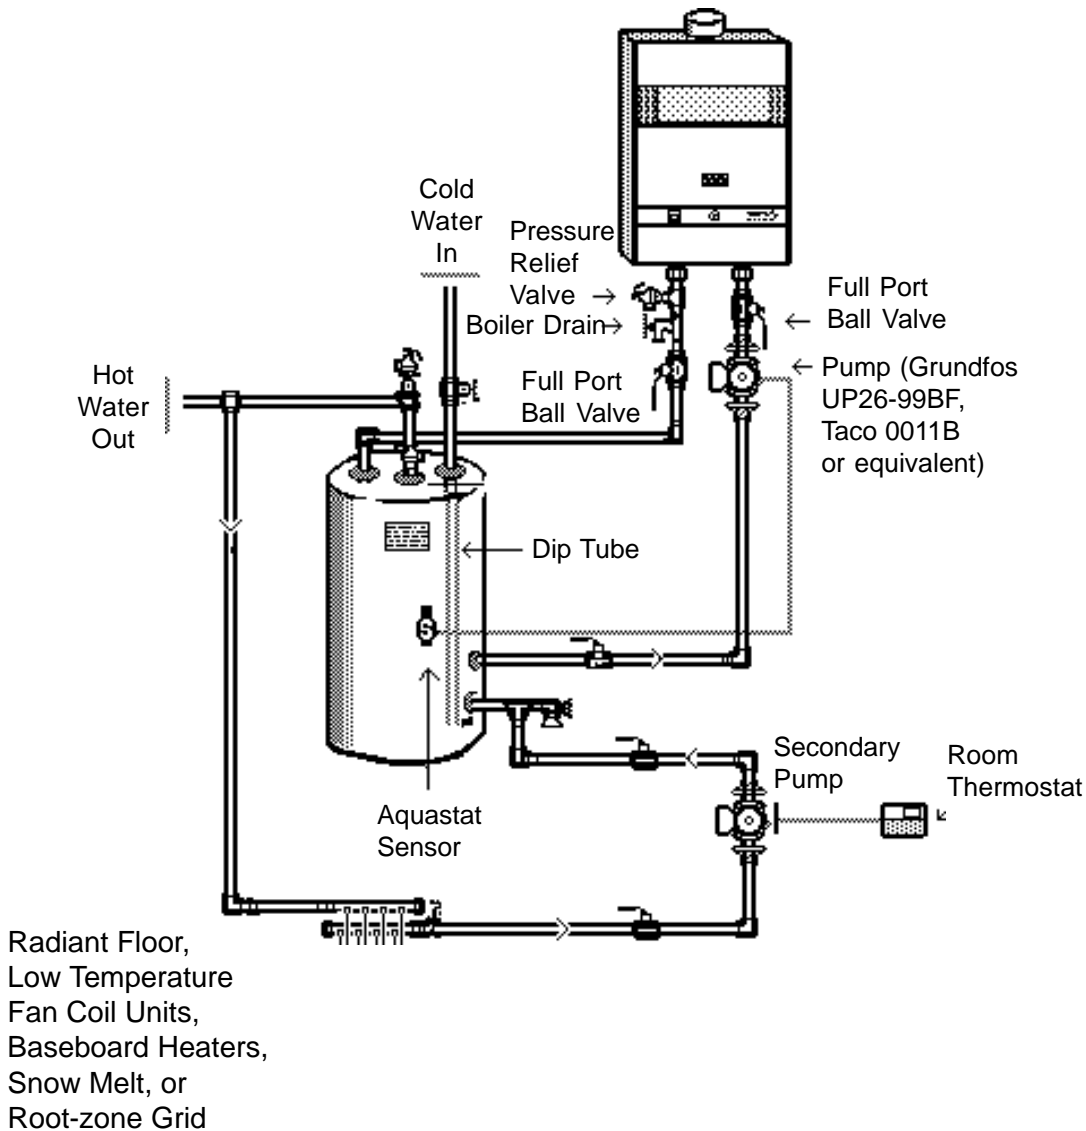 Cold
Water
In
Pressure
Relief
Valve
Boiler Drain
Full Port
Ball Valve
Full Port
Ball Valve
Pump (Grundfos
UP26-99BF,
Taco 0011B
or equivalent)
Hot
Water
Out
Dip Tube
S
Aquastat
Sensor
Secondary
Pump
Room
Thermostat
Radiant Floor,
Low Temperature
Fan Coil Units,
Baseboard Heaters,
Snow Melt, or
Root-zone Grid